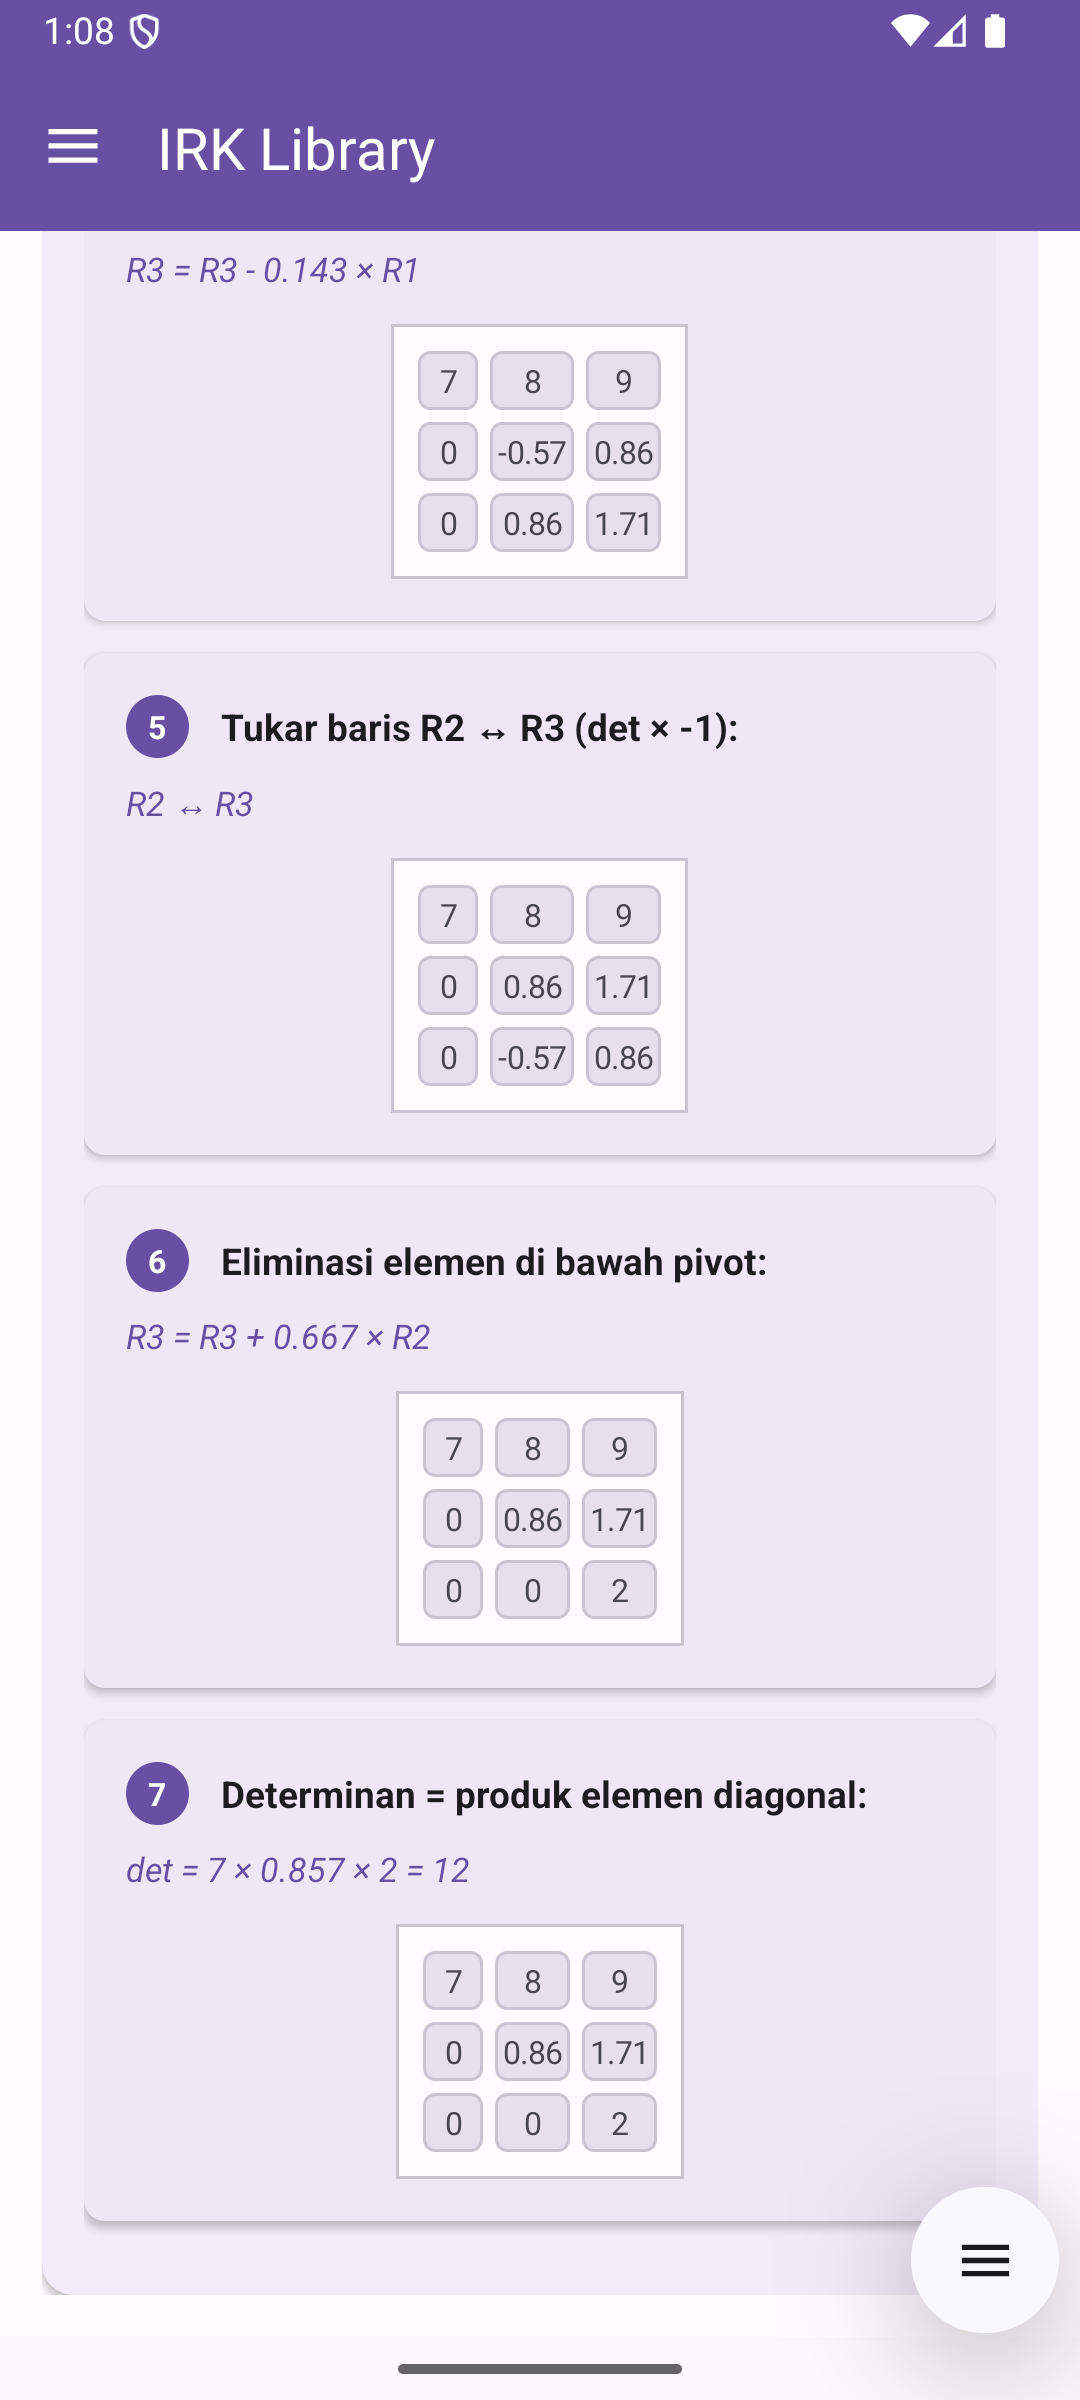 1:08
IRK Library
R3 = R3 - 0.143 × R1
7 8 9
0 -0.57 0.86
0 0.86 1.71
5 Tukar baris R2 ↔ R3 (det × -1):
R2 ↔ R3
7 8 9
0 0.86 1.71
0 -0.57 0.86
6 Eliminasi elemen di bawah pivot:
R3 = R3 + 0.667 × R2
7 8 9
0 0.86 1.71
0 0 2
7 Determinan = produk elemen diagonal:
det = 7 × 0.857 × 2 = 12
7 8 9
0 0.86 1.71
0 0 2